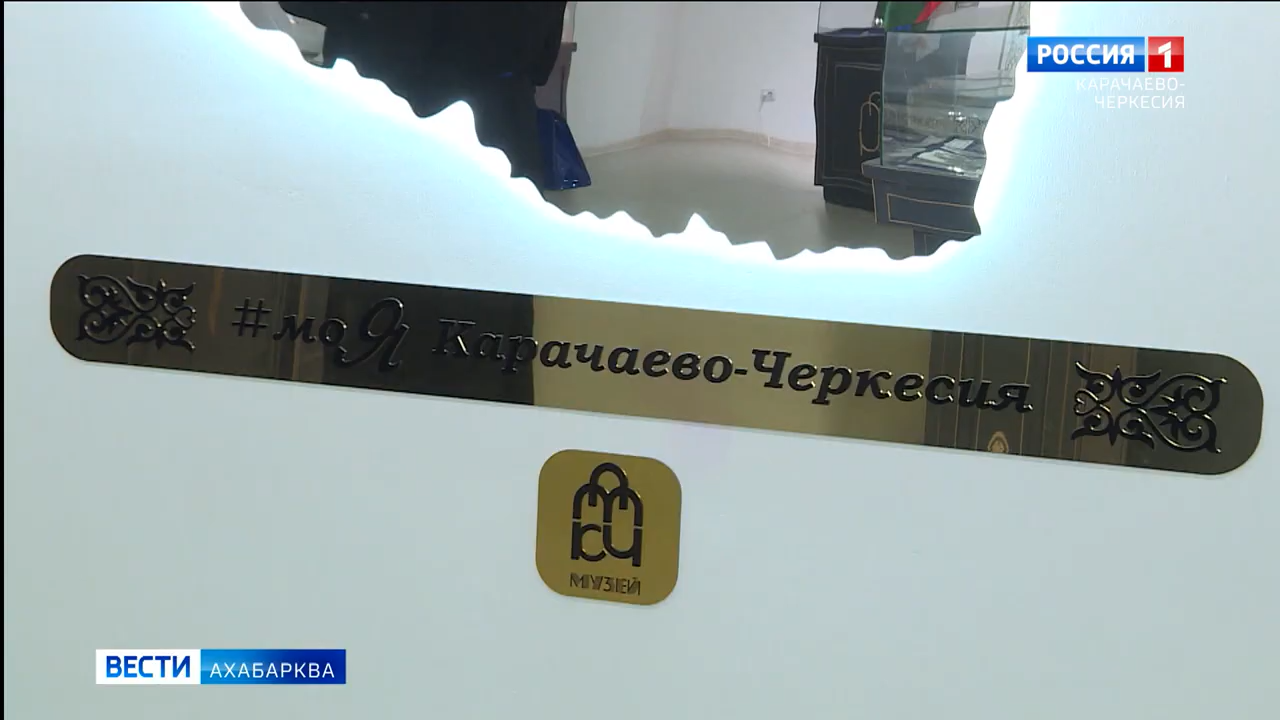 РОССИЯ 1
КАРАЧАЕВО-
ЧЕРКЕСИЯ
#моЯ Карачаево-Черкесия
МУЗЕЙ
ВЕСТИ АХАБАРКВА